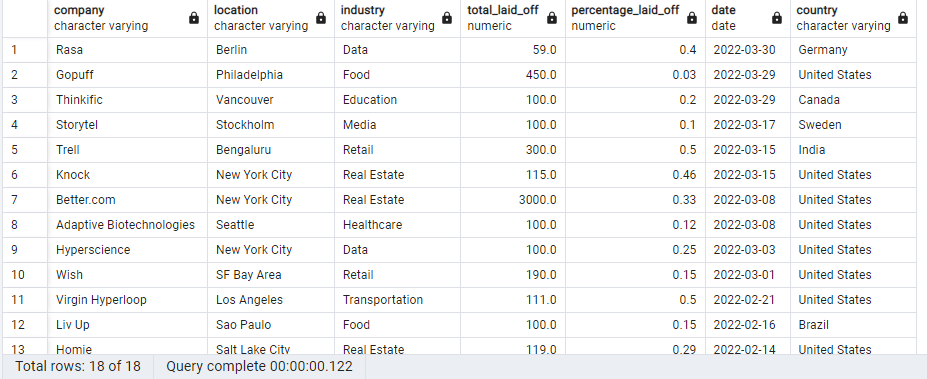 company location industry total_laid_off percentage_laid_off date country
character varying character varying character varying numeric numeric date character varying
1 Rasa Berlin Data 59.0 0.4 2022-03-30 Germany
2 Gopuff Philadelphia Food 450.0 0.03 2022-03-29 United States
3 Thinkific Vancouver Education 100.0 0.2 2022-03-29 Canada
4 Storytel Stockholm Media 100.0 0.1 2022-03-17 Sweden
5 Trell Bengaluru Retail 300.0 0.5 2022-03-15 India
6 Knock New York City Real Estate 115.0 0.46 2022-03-15 United States
7 Better.com New York City Real Estate 3000.0 0.33 2022-03-08 United States
8 Adaptive Biotechnologies Seattle Healthcare 100.0 0.12 2022-03-08 United States
9 Hyperscience New York City Data 100.0 0.25 2022-03-03 United States
10 Wish SF Bay Area Retail 190.0 0.15 2022-03-01 United States
11 Virgin Hyperloop Los Angeles Transportation 111.0 0.5 2022-02-21 United States
12 Liv Up Sao Paulo Food 100.0 0.15 2022-02-16 Brazil
13 Homie Salt Lake City Real Estate 119.0 0.29 2022-02-14 United States
Total rows: 18 of 18 Query complete 00:00:00.122